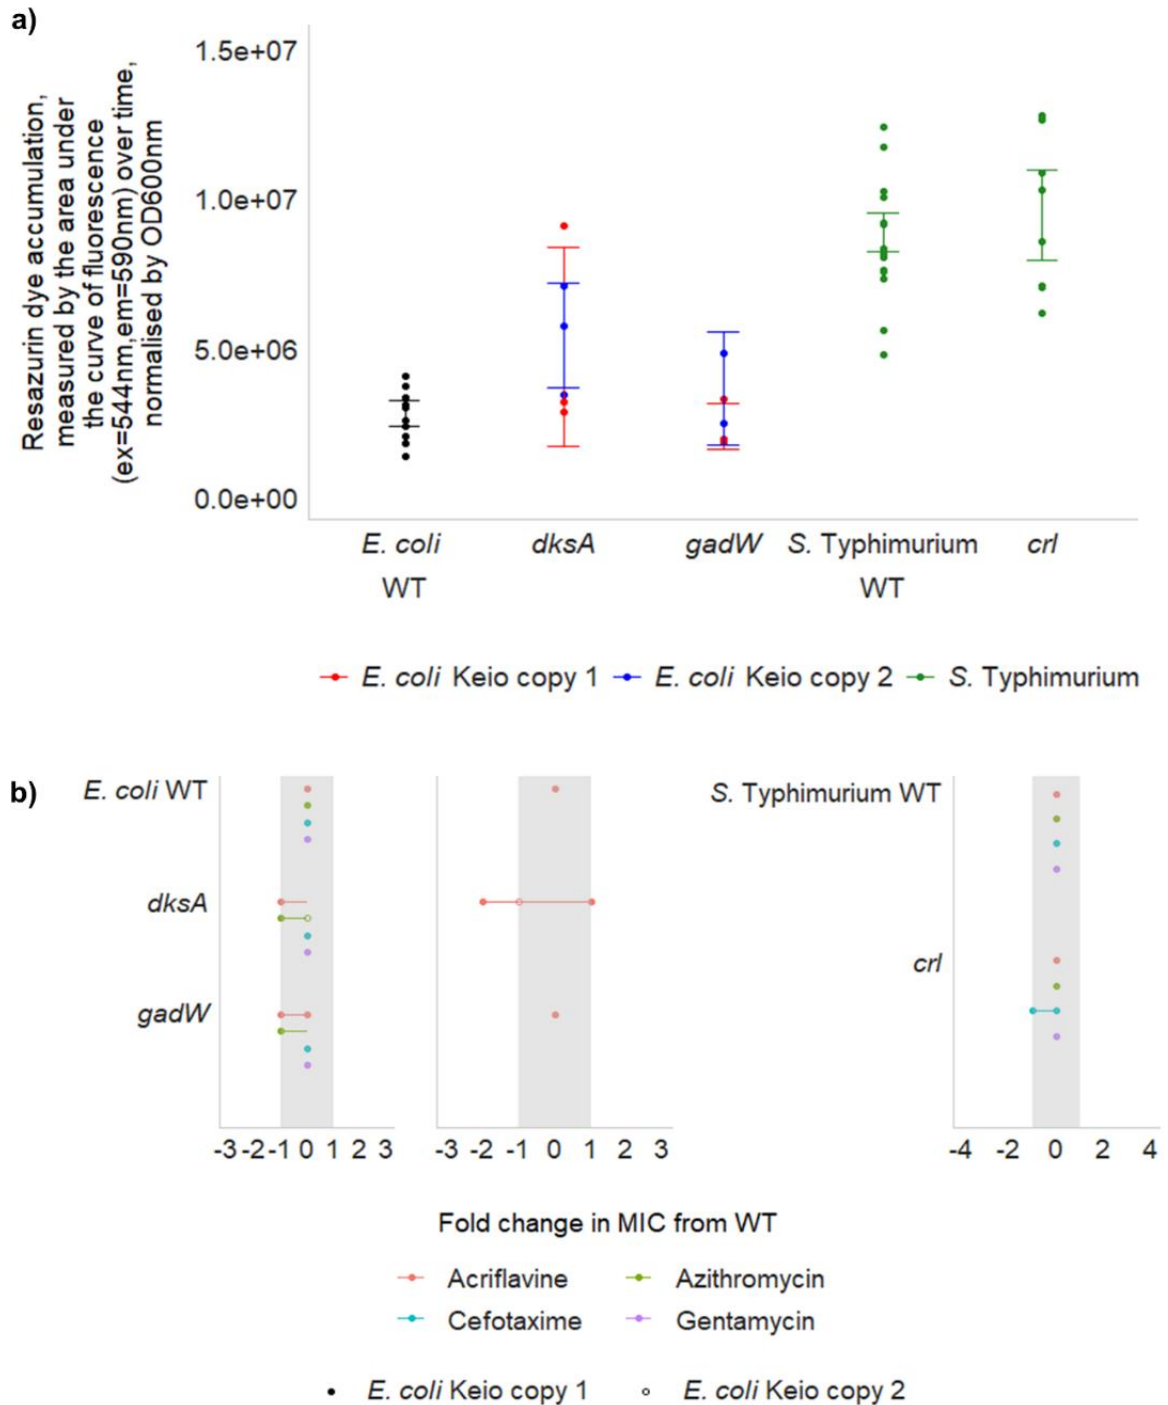 a)
Resazurin dye accumulation,
measured by the area under
the curve of fluorescence
(ex=544nm,em=590nm) over time,
normalised by OD600nm
1.5e+07
1.0e+07
5.0e+06
0.0e+00
E. coli WT
dksA
gadW
S. Typhimurium WT
crl
E. coli Keio copy 1
E. coli Keio copy 2
S. Typhimurium
b)
E. coli WT
dksA
gadW
-3 -2 -1 0 1 2 3
-3 -2 -1 0 1 2 3
S. Typhimurium WT
crl
-4 -2 0 2 4
Fold change in MIC from WT
Acriflavine
Azithromycin
Cefotaxime
Gentamycin
E. coli Keio copy 1
E. coli Keio copy 2